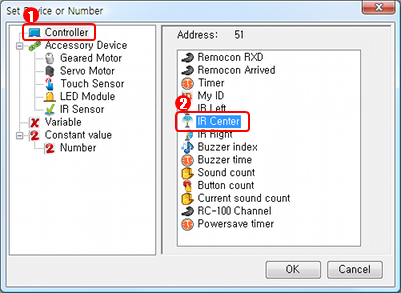 Set Device or Number
1
Controller
Accessory Device
Geared Motor
Servo Motor
Touch Sensor
LED Module
IR Sensor
Variable
Constant value
Number
Address: 51
Remocon RXD
Remocon Arrived
Timer
My ID
2
IR Left
IR Center
IR Right
Buzzer index
Buzzer time
Sound count
Button count
Current sound count
RC-100 Channel
Powersave timer
OK
Cancel